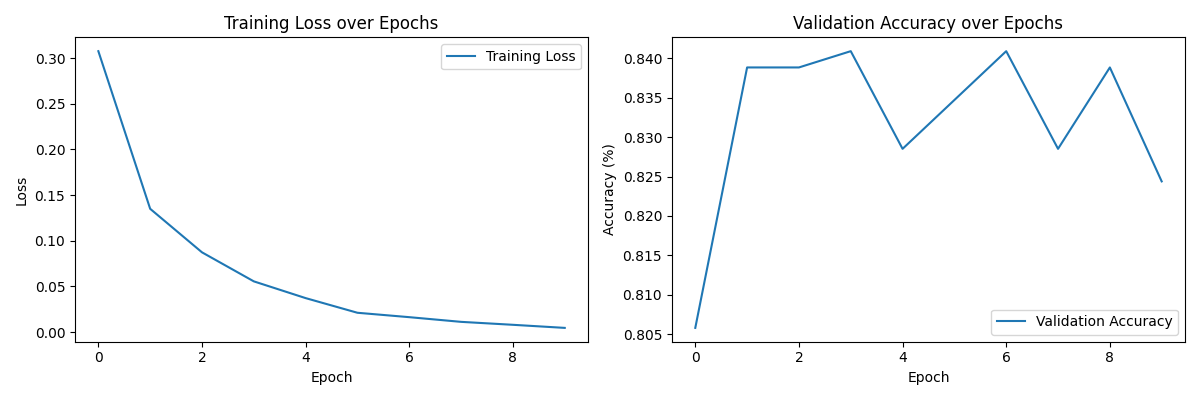 Training Loss over Epochs
Training Loss
0.30
0.25
0.20
0.15
0.10
0.05
0.00
Loss
0 2 4 6 8
Epoch
Validation Accuracy over Epochs
0.840
0.835
0.830
0.825
0.820
0.815
0.810
0.805
Accuracy (%)
Validation Accuracy
0 2 4 6 8
Epoch